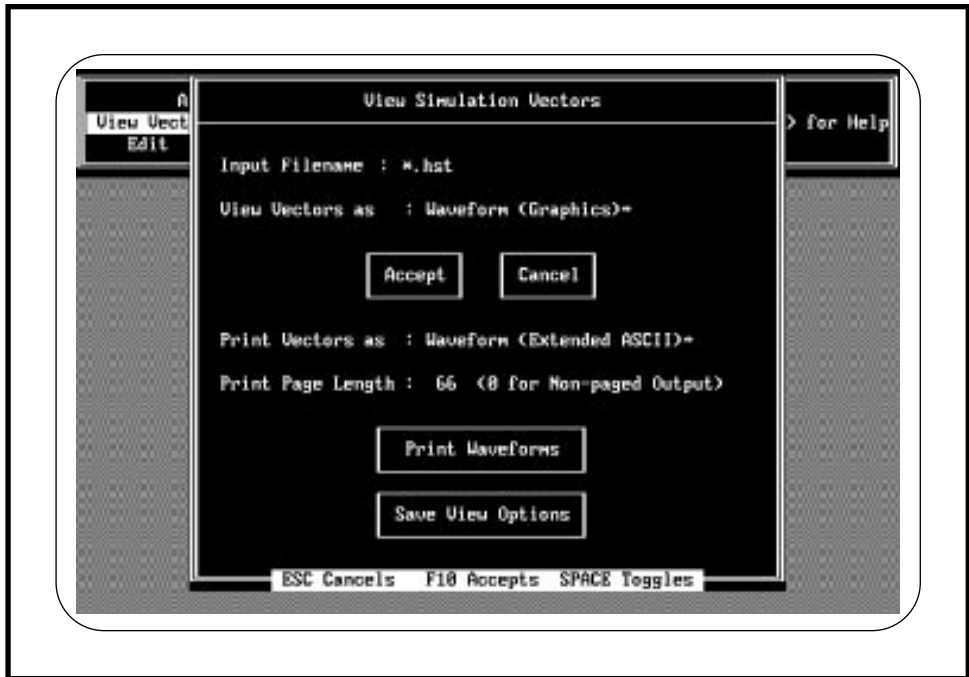 View Simulation Vectors
A
View Vect
Edit
> for Help
Input Filename : *.hst
View Vectors as : Waveform (Graphics)
Accept Cancel
Print Vectors as : Waveform (Extended ASCII)
Print Page Length : 66 (0 for Non-paged Output)
Print Waveforms
Save View Options
ESC Cancels F10 Accepts SPACE Toggles